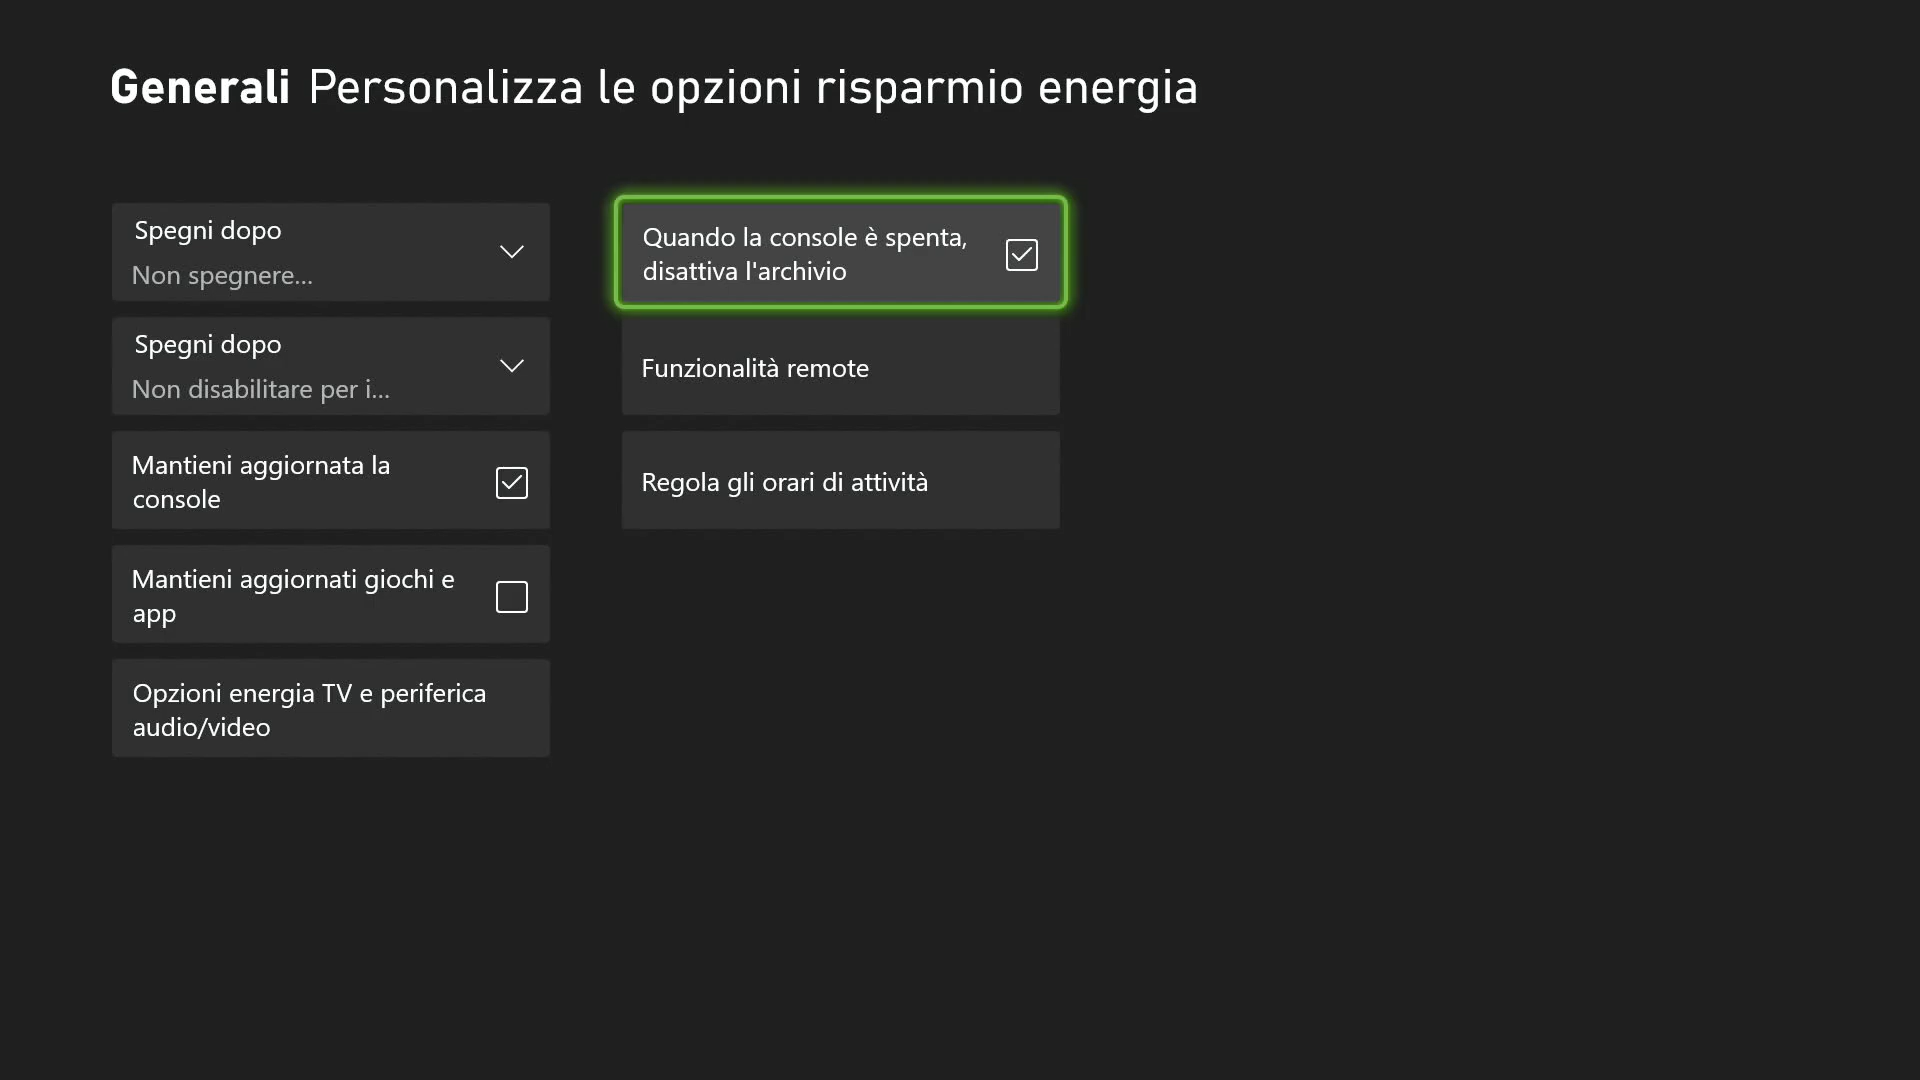 Generali Personalizza le opzioni risparmio energia
Spegni dopo
Non spegnere...
Spegni dopo
Non disabilitare per i...
Mantieni aggiornata la
console
Mantieni aggiornati giochi e
app
Opzioni energia TV e periferica
audio/video
Quando la console è spenta,
disattiva l'archivio
Funzionalità remote
Regola gli orari di attività